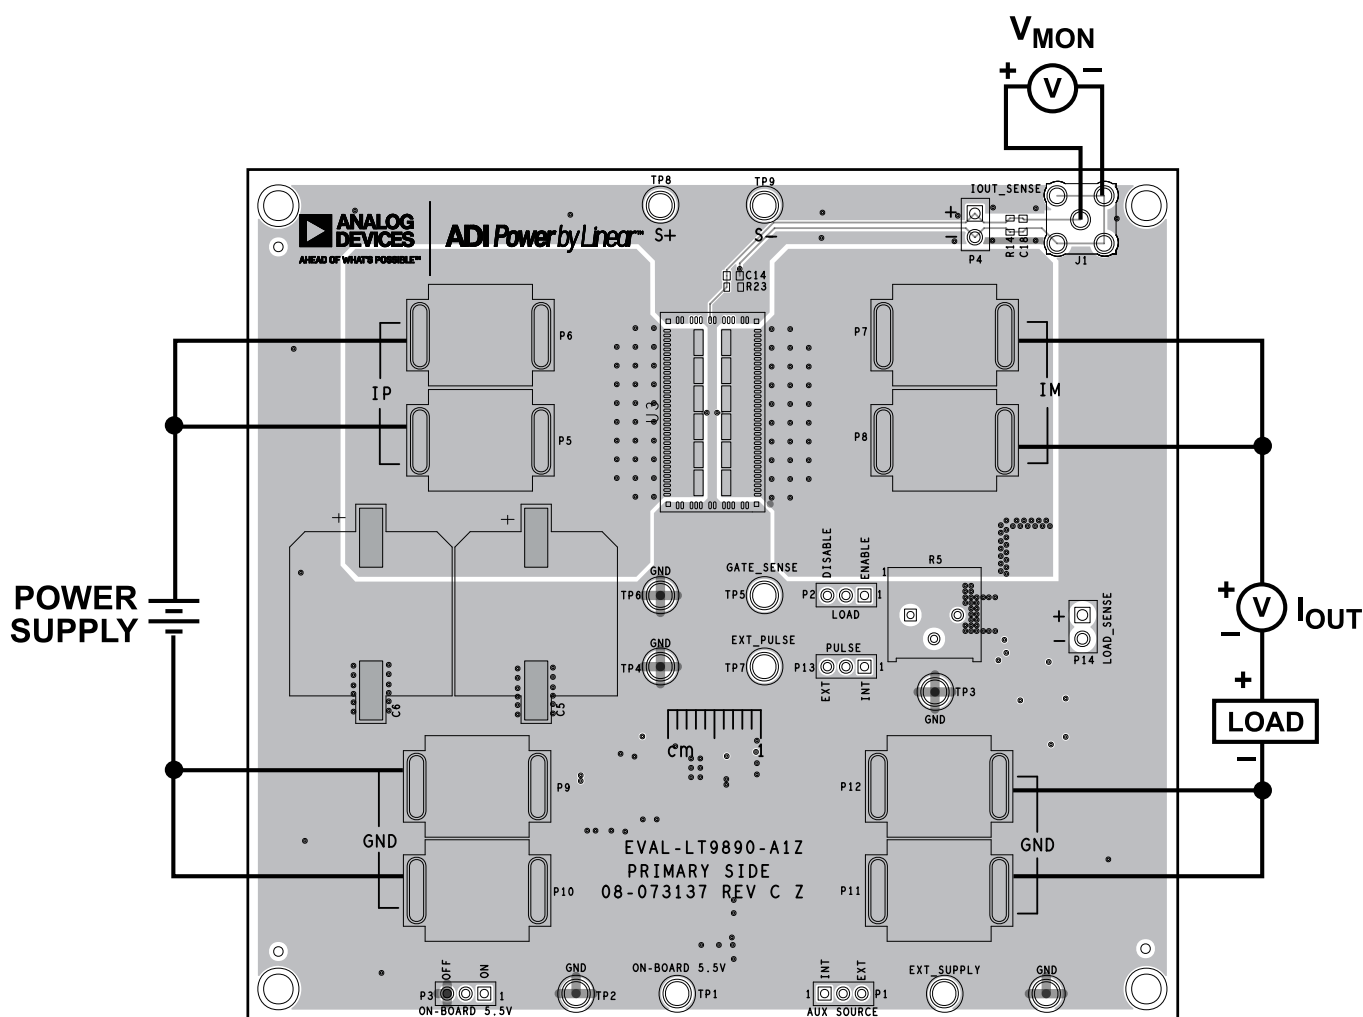 VMON
+ V −
TP8
TP9
IOUT_SENSE
S+
S−
+
−
P4
R14
C18
J1
ANALOG
DEVICES
AHEAD OF WHAT'S POSSIBLE™
ADI Power by Linear™
C14
R23
P6
P7
IP
IM
U3
P5
P8
+
+
DISABLE
ENABLE
GND
GATE_SENSE
R5
1
TP6
TP5
P2
1
LOAD
POWER
SUPPLY
+
V
−
IOUT
+
−
P14
LOAD_SENSE
GND
EXT_PULSE
PULSE
TP4
TP7
P13
1
EXT
INT
TP3
GND
C6
C5
+
LOAD
−
cm
1
P9
P12
GND
GND
EVAL-LT9890-A1Z
PRIMARY SIDE
08-073137 REV C Z
P10
P11
OFF
ON
GND
ON-BOARD 5.5V
INT
EXT
EXT_SUPPLY
GND
P3
1
TP2
TP1
1
P1
ON-BOARD 5.5V
AUX SOURCE